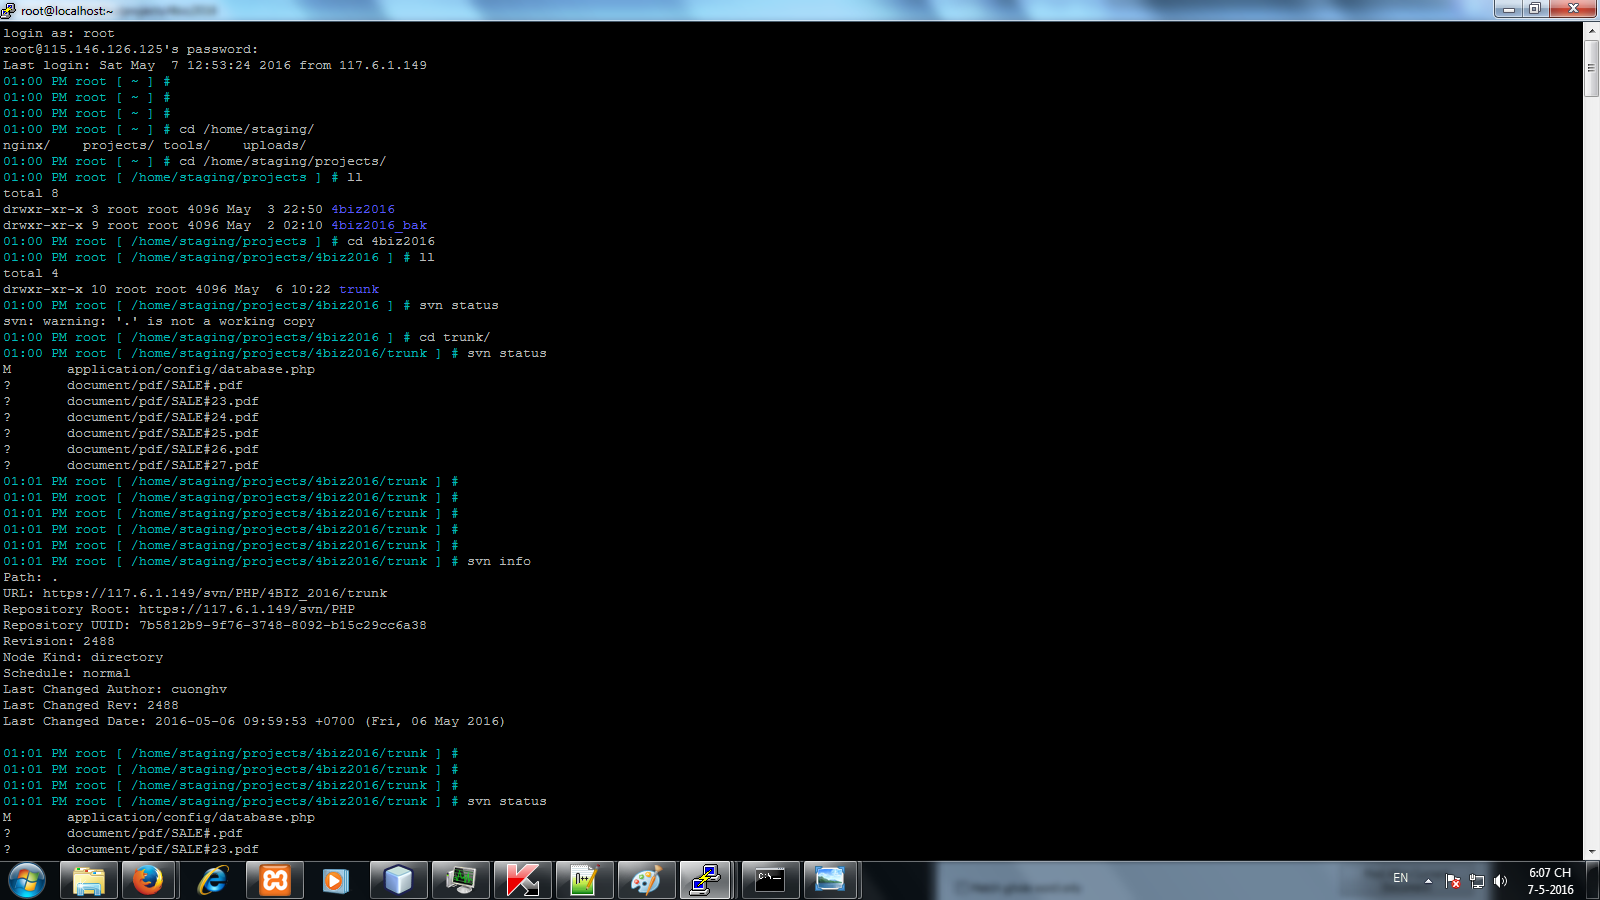 root@localhost:~
login as: root
root@115.146.126.125's password:
Last login: Sat May  7 12:53:24 2016 from 117.6.1.149
01:00 PM root [ ~ ] #
01:00 PM root [ ~ ] #
01:00 PM root [ ~ ] #
01:00 PM root [ ~ ] # cd /home/staging/
nginx/    projects/ tools/    uploads/
01:00 PM root [ ~ ] # cd /home/staging/projects/
01:00 PM root [ /home/staging/projects ] # ll
total 8
drwxr-xr-x 3 root root 4096 May  3 22:50 4biz2016
drwxr-xr-x 9 root root 4096 May  2 02:10 4biz2016_bak
01:00 PM root [ /home/staging/projects ] # cd 4biz2016
01:00 PM root [ /home/staging/projects/4biz2016 ] # ll
total 4
drwxr-xr-x 10 root root 4096 May  6 10:22 trunk
01:00 PM root [ /home/staging/projects/4biz2016 ] # svn status
svn: warning: '.' is not a working copy
01:00 PM root [ /home/staging/projects/4biz2016 ] # cd trunk/
01:00 PM root [ /home/staging/projects/4biz2016/trunk ] # svn status
M       application/config/database.php
?       document/pdf/SALE#.pdf
?       document/pdf/SALE#23.pdf
?       document/pdf/SALE#24.pdf
?       document/pdf/SALE#25.pdf
?       document/pdf/SALE#26.pdf
?       document/pdf/SALE#27.pdf
01:01 PM root [ /home/staging/projects/4biz2016/trunk ] #
01:01 PM root [ /home/staging/projects/4biz2016/trunk ] #
01:01 PM root [ /home/staging/projects/4biz2016/trunk ] #
01:01 PM root [ /home/staging/projects/4biz2016/trunk ] #
01:01 PM root [ /home/staging/projects/4biz2016/trunk ] #
01:01 PM root [ /home/staging/projects/4biz2016/trunk ] # svn info
Path: .
URL: https://117.6.1.149/svn/PHP/4BIZ_2016/trunk
Repository Root: https://117.6.1.149/svn/PHP
Repository UUID: 7b5812b9-9f76-3748-8092-b15c29cc6a38
Revision: 2488
Node Kind: directory
Schedule: normal
Last Changed Author: cuonghv
Last Changed Rev: 2488
Last Changed Date: 2016-05-06 09:59:53 +0700 (Fri, 06 May 2016)
01:01 PM root [ /home/staging/projects/4biz2016/trunk ] #
01:01 PM root [ /home/staging/projects/4biz2016/trunk ] #
01:01 PM root [ /home/staging/projects/4biz2016/trunk ] #
01:01 PM root [ /home/staging/projects/4biz2016/trunk ] # svn status
M       application/config/database.php
?       document/pdf/SALE#.pdf
?       document/pdf/SALE#23.pdf
EN
6:07 CH
7-5-2016